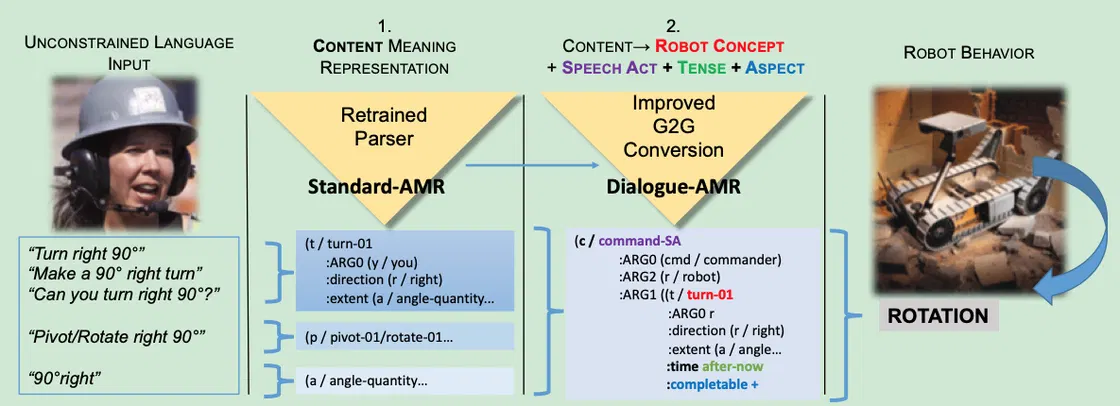 UNCONSTRAINED LANGUAGE
INPUT
“Turn right 90°”
“Make a 90° right turn”
“Can you turn right 90°?”
“Pivot/Rotate right 90°”
“90°right”
1.
CONTENT MEANING
REPRESENTATION
Retrained
Parser
Standard-AMR
(t / turn-01
:ARG0 (y / you)
:direction (r / right)
:extent (a / angle-quantity…
(p / pivot-01/rotate-01…
(a / angle-quantity…
2.
CONTENT→ ROBOT CONCEPT
+ SPEECH ACT + TENSE + ASPECT
Improved
G2G
Conversion
Dialogue-AMR
(c / command-SA
:ARG0 (cmd / commander)
:ARG2 (r / robot)
:ARG1 ((t / turn-01
:ARG0 r
:direction (r / right)
:extent (a / angle…
:time after-now
:completable +
ROBOT BEHAVIOR
ROTATION